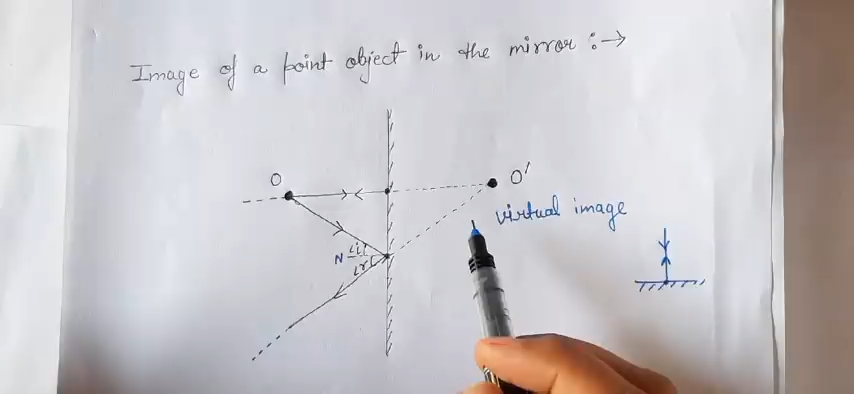 Image of a point object in the mirror :→
O
O'
virtual image
N ∠i
∠r